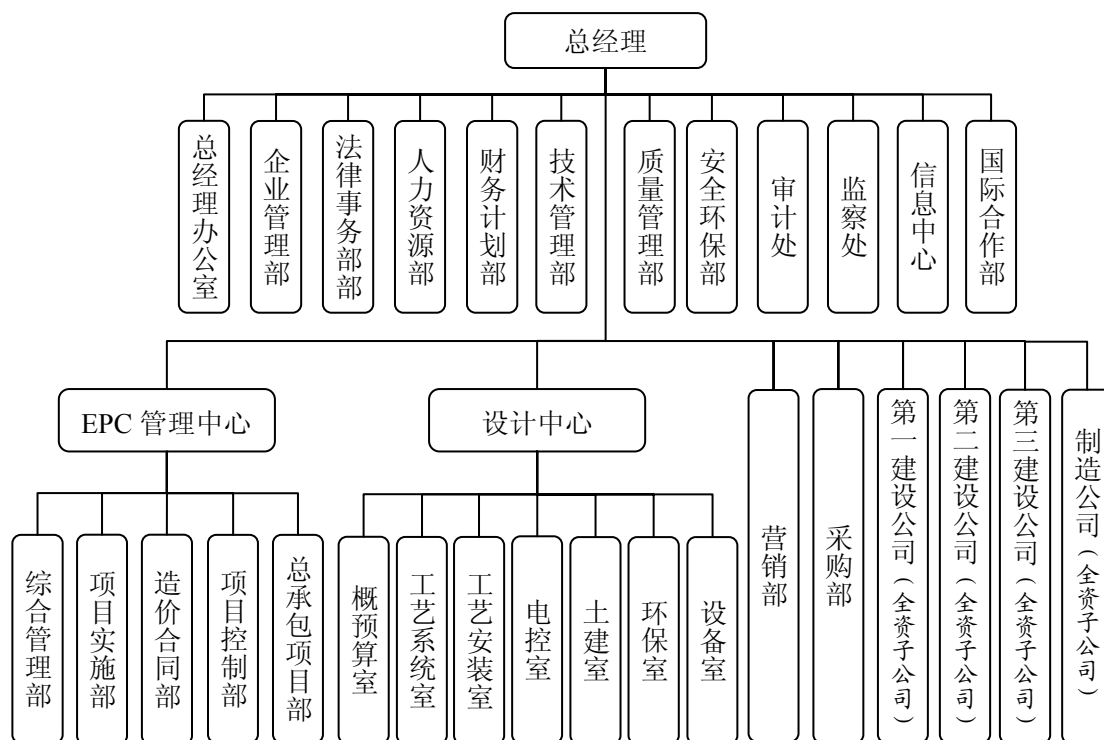 总经理
总经理办公室
企业管理部
法律事务部部
人力资源部
财务计划部
技术管理部
质量管理部
安全环保部
审计处
监察处
信息中心
国际合作部
EPC 管理中心
设计中心
营销部
采购部
第一建设公司（全资子公司）
第二建设公司（全资子公司）
第三建设公司（全资子公司）
制造公司（全资子公司）
综合管理部
项目实施部
造价合同部
项目控制部
总承包项目部
概预算室
工艺系统室
工艺安装室
电控室
土建室
环保室
设备室